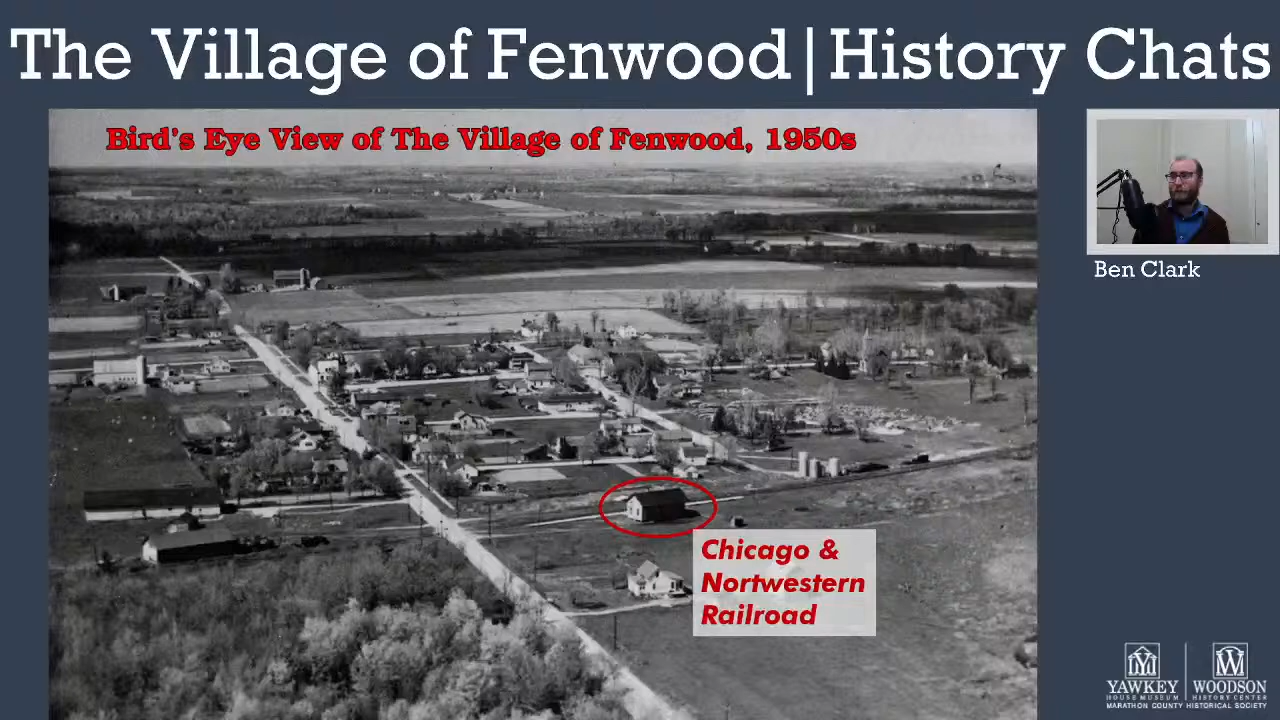 The Village of Fenwood|History Chats
Bird's Eye View of The Village of Fenwood, 1950s
Ben Clark
Chicago &
Nortwestern
Railroad
YAWKEY
HOUSE MUSEUM
WOODSON
HISTORY CENTER
MARATHON COUNTY HISTORICAL SOCIETY